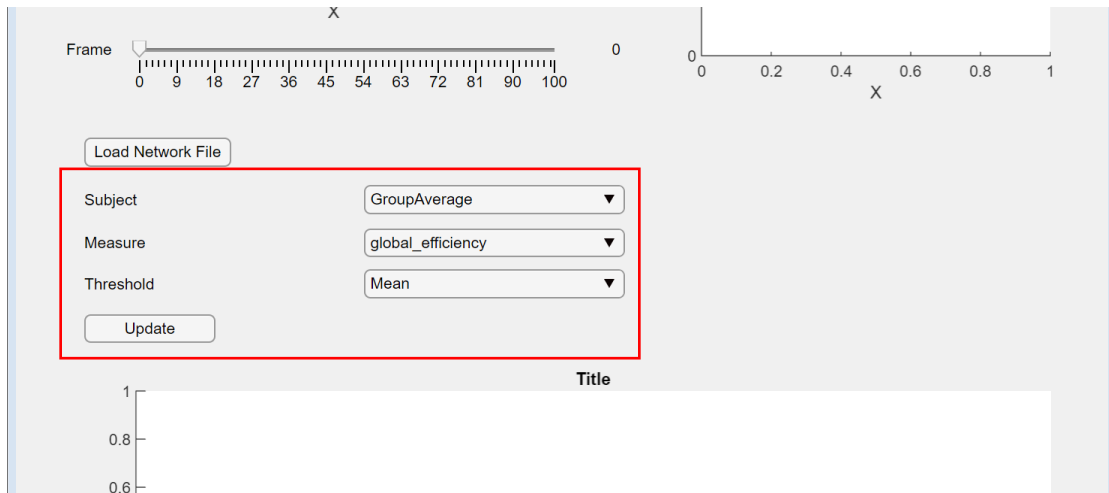 X
Frame 0
0 9 18 27 36 45 54 63 72 81 90 100
0
0 0.2 0.4 0.6 0.8 1
X
Load Network File
Subject GroupAverage
Measure global_efficiency
Threshold Mean
Update
Title
1
0.8
0.6